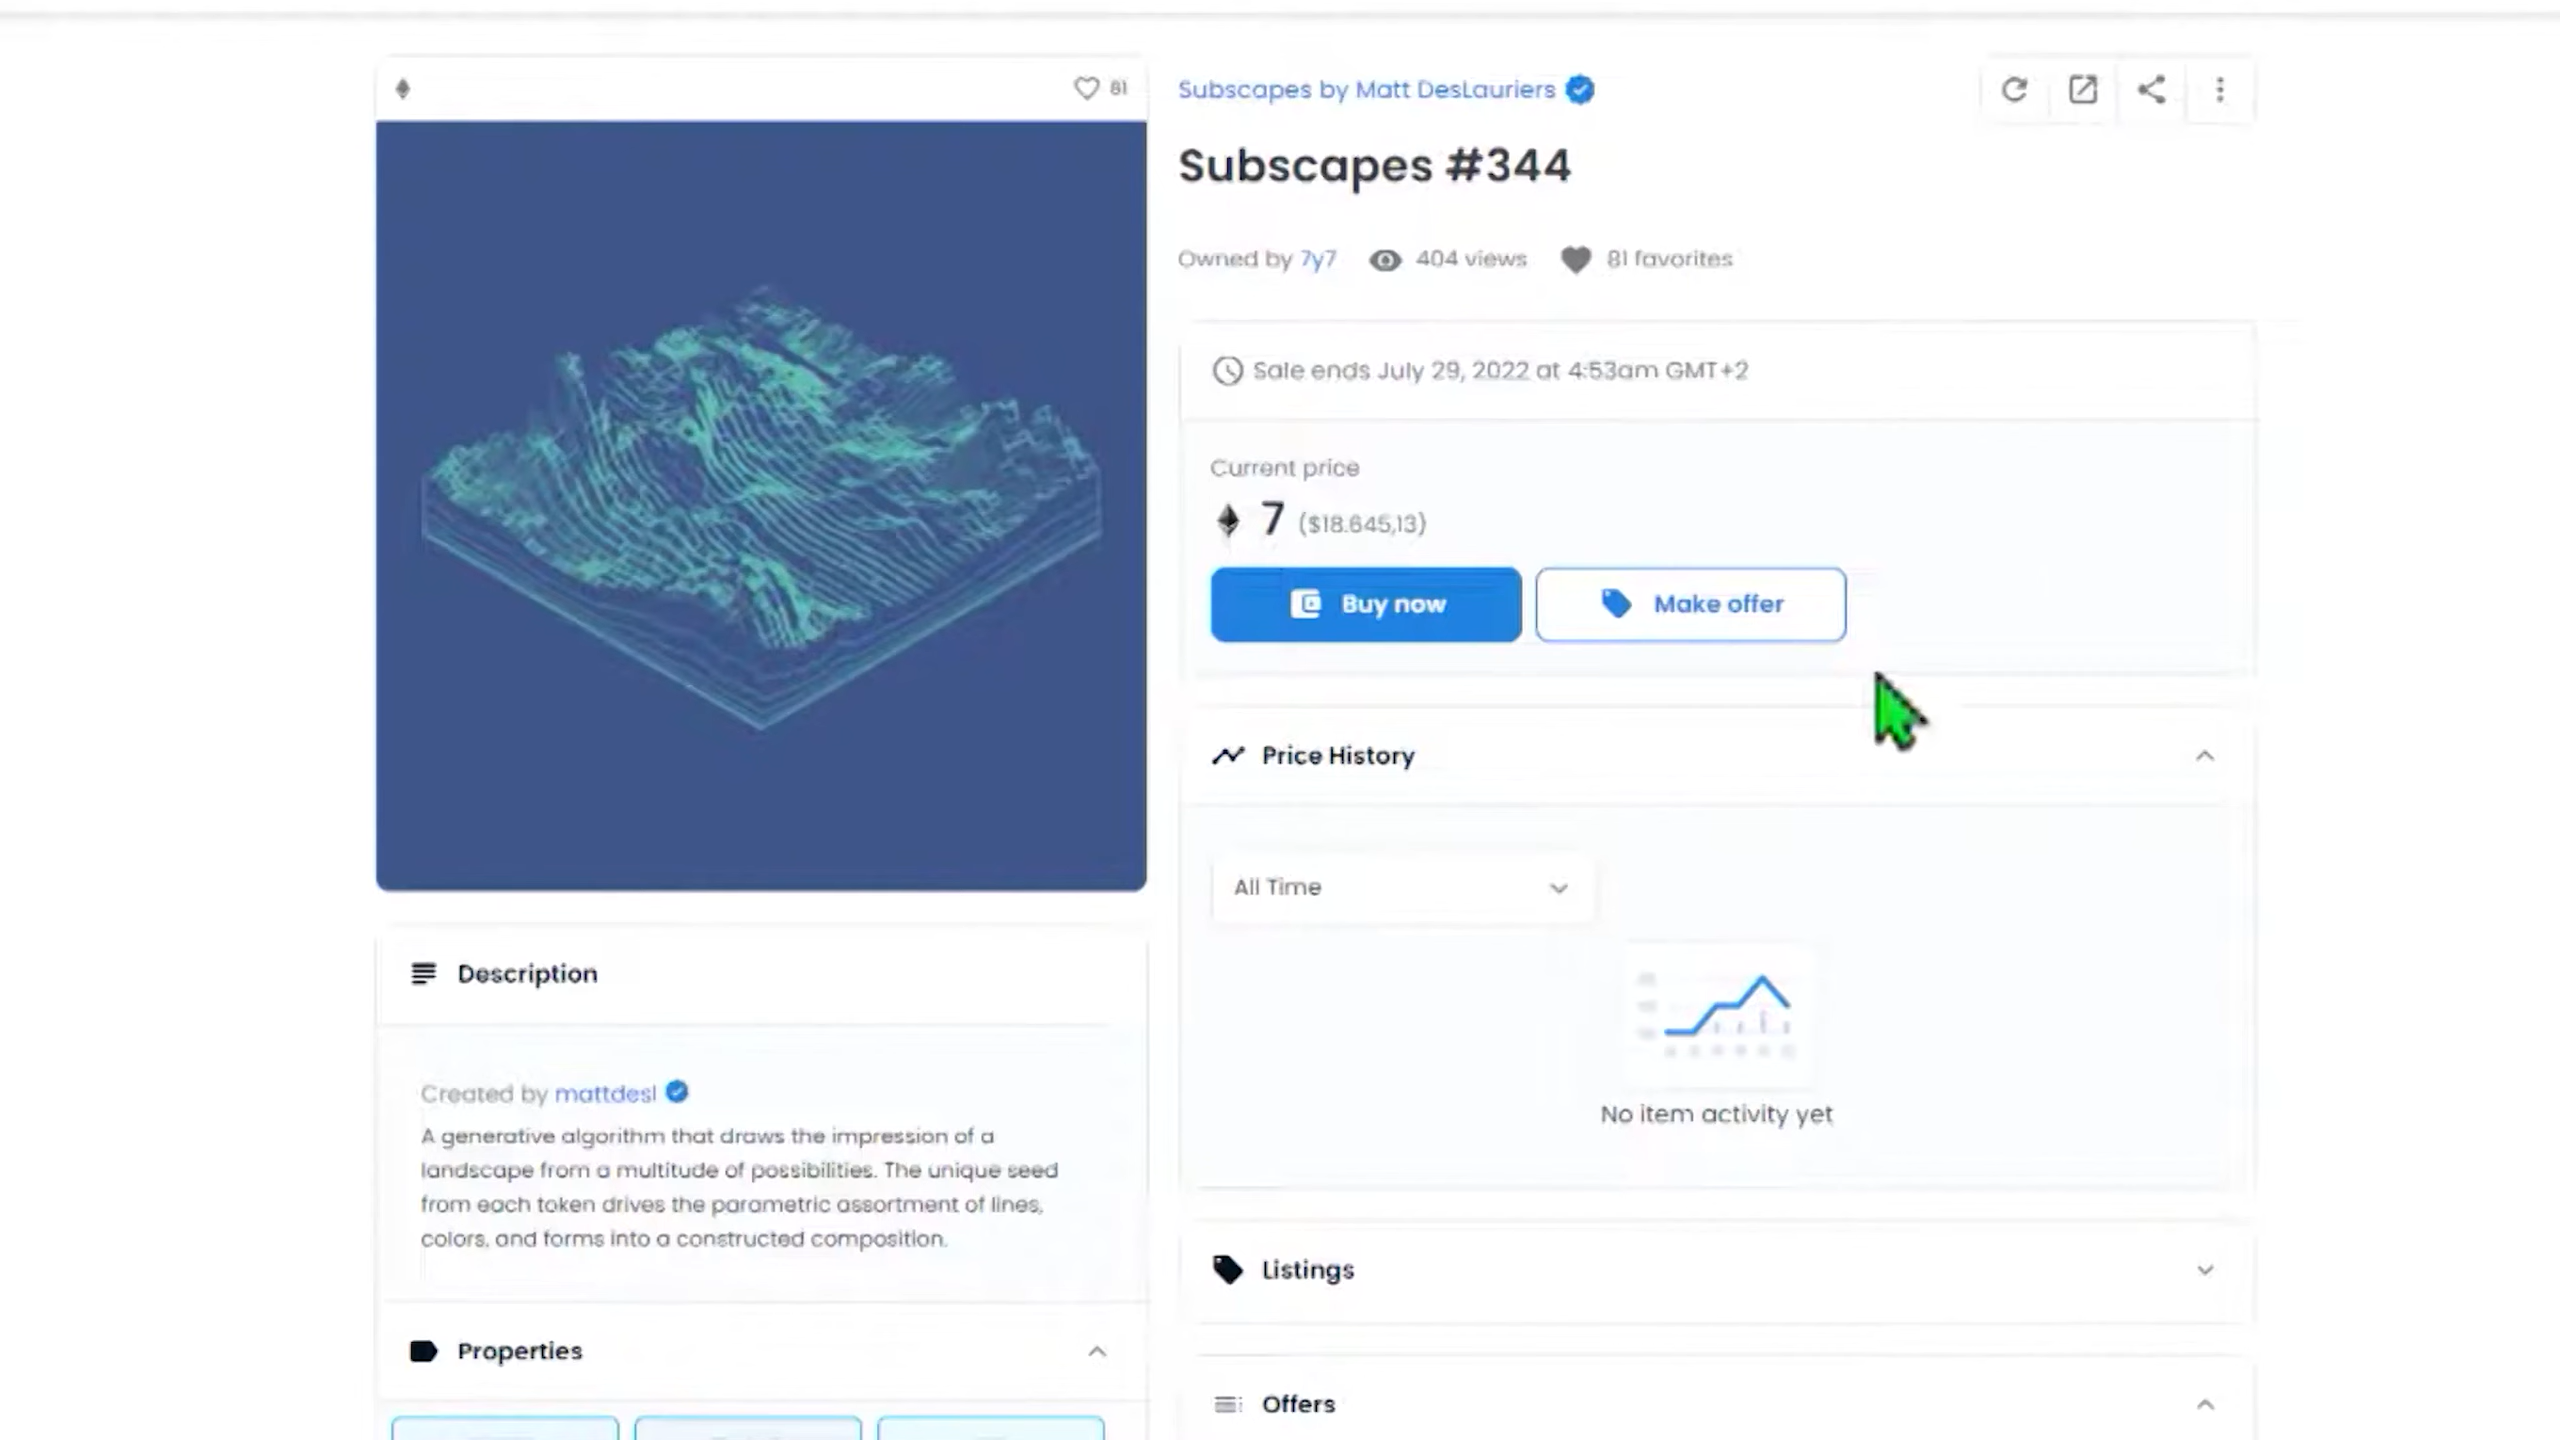 81
Subscapes by Matt DesLauriers
Subscapes #344
Owned by 7y7
404 views
81 favorites
Sale ends July 29, 2022 at 4:53am GMT+2
Current price
7 ($18.645,13)
Buy now
Make offer
Price History
All Time
No item activity yet
Listings
Offers
Description
Created by mattdesl
A generative algorithm that draws the impression of a
landscape from a multitude of possibilities. The unique seed
from each token drives the parametric assortment of lines,
colors, and forms into a constructed composition.
Properties